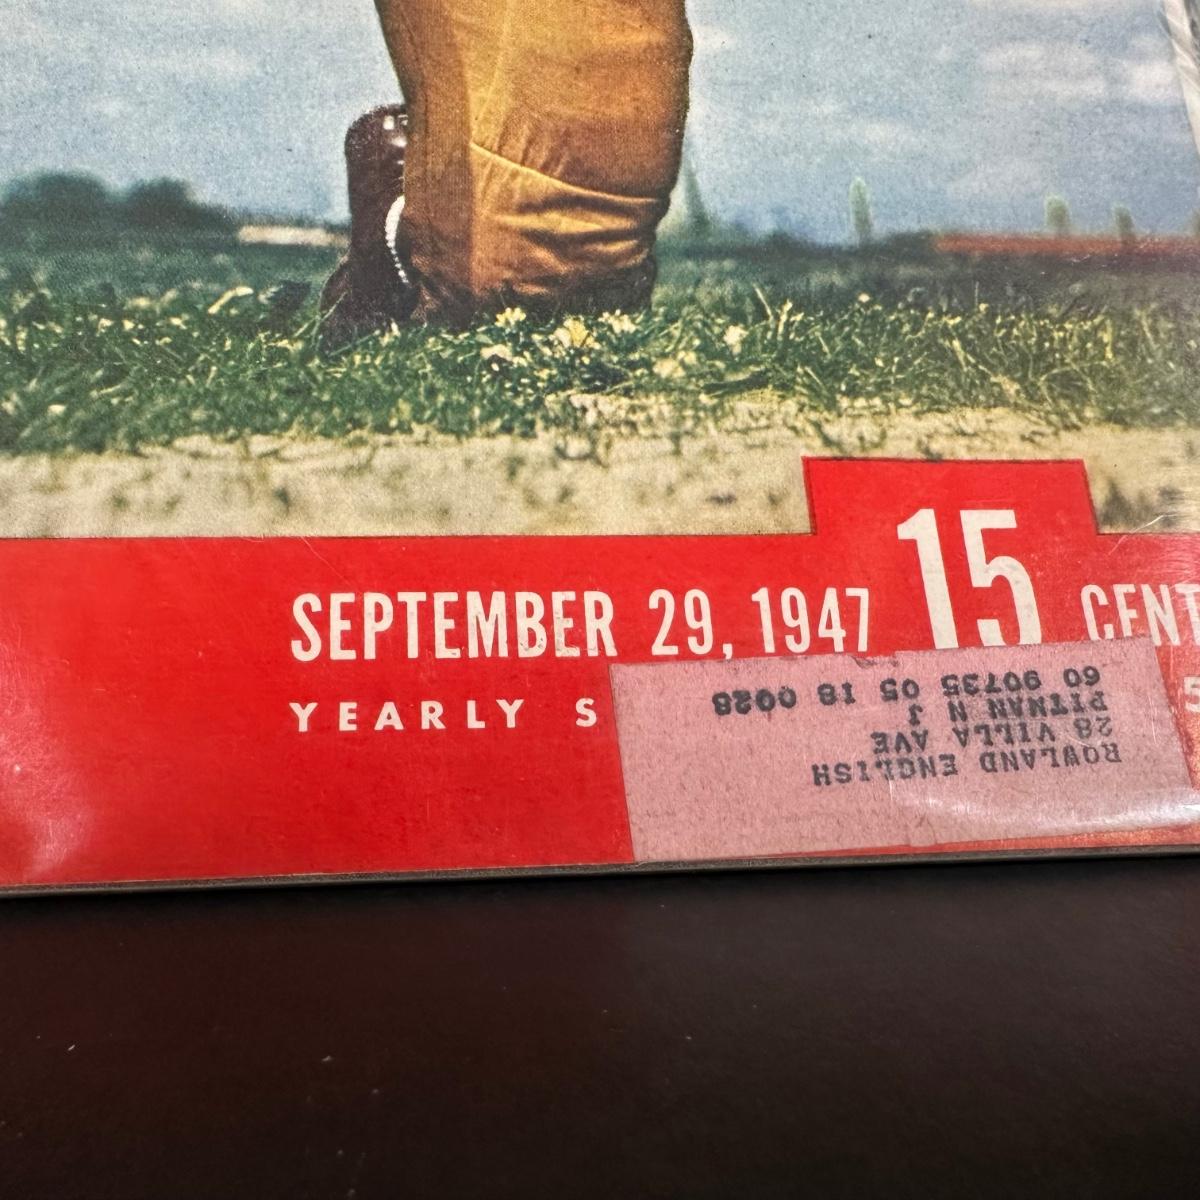 SEPTEMBER 29, 1947 15 CENT
YEARLY S 5
ROWLAND ENGLISH
28 VILLA AVE
PITMAN N J
60 90735 05 18 0028